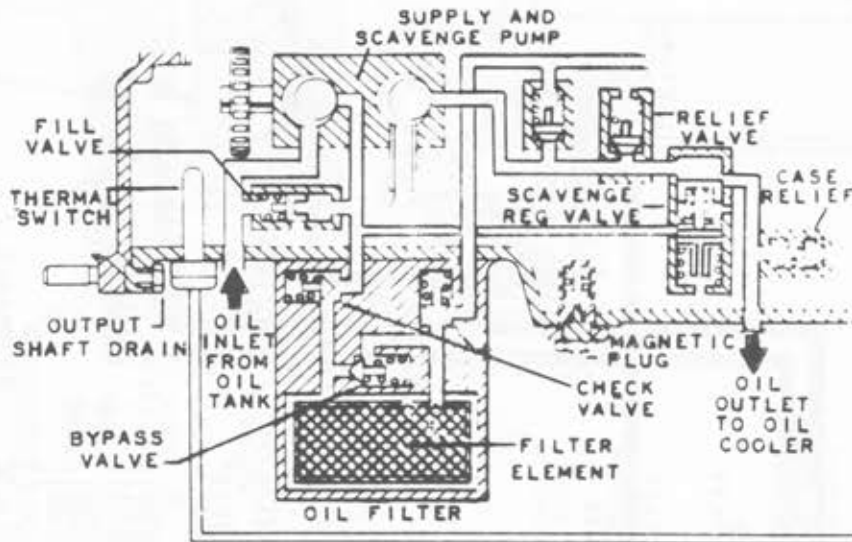 SUPPLY AND
SCAVENGE PUMP
FILL
VALVE
RELIEF
VALVE
THERMAL
SWITCH
CASE
RELIEF
SCAVENGE
REG VALVE
OUTPUT
SHAFT DRAIN
OIL
INLET
FROM
OIL
TANK
MAGNETIC
PLUG
CHECK
VALVE
OIL
OUTLET
TO OIL
COOLER
BYPASS
VALVE
FILTER
ELEMENT
OIL FILTER